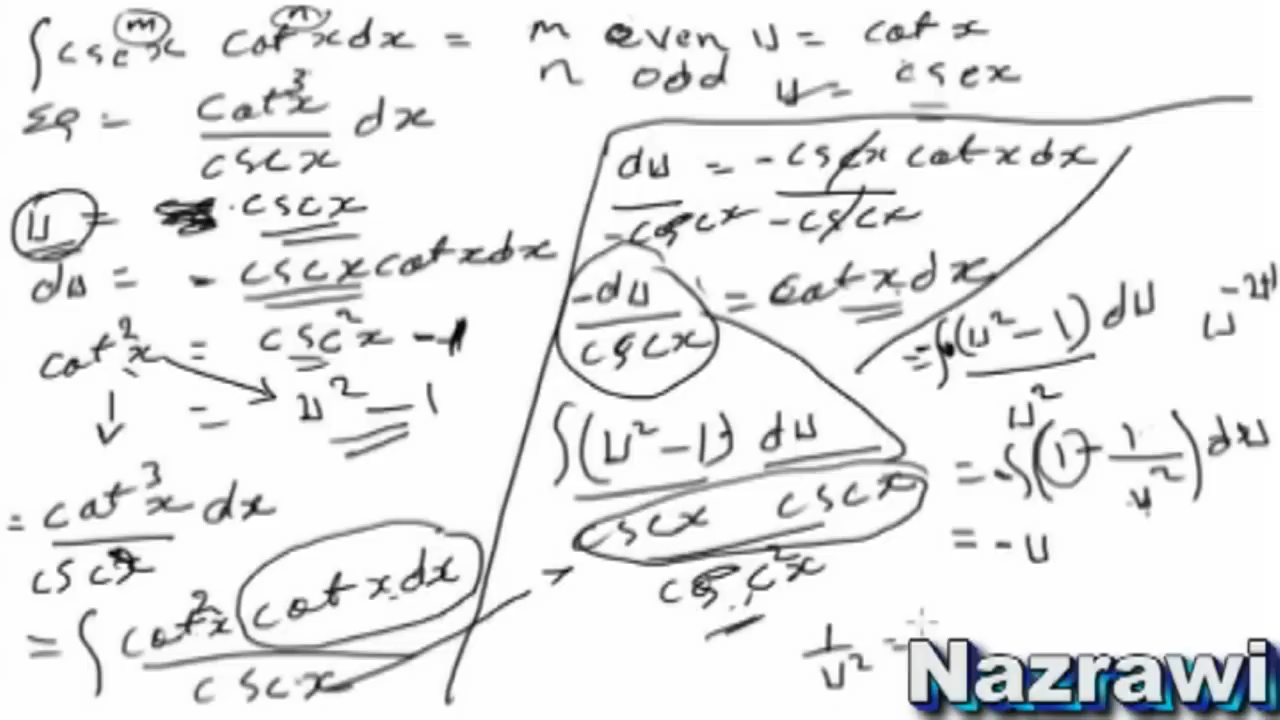 ∫ csc^m x cot^n x dx = m even u = cot x
n odd u = csc x
Eq = cot³x / csc x dx
u = csc x
du = - csc x cot x dx
cot²x = csc²x - 1
= u² - 1
= cot³x / csc x dx
= ∫ cot²x cot x dx / csc x
du / -csc x = -csc x cot x dx / -csc x
-du / csc x = cot x dx
∫ (u² - 1) du / csc x csc x
csc²x
= ∫ (u² - 1) du / u²
= -∫ (1 - 1/u²) du
= -u
1/u² =
Nazrawi